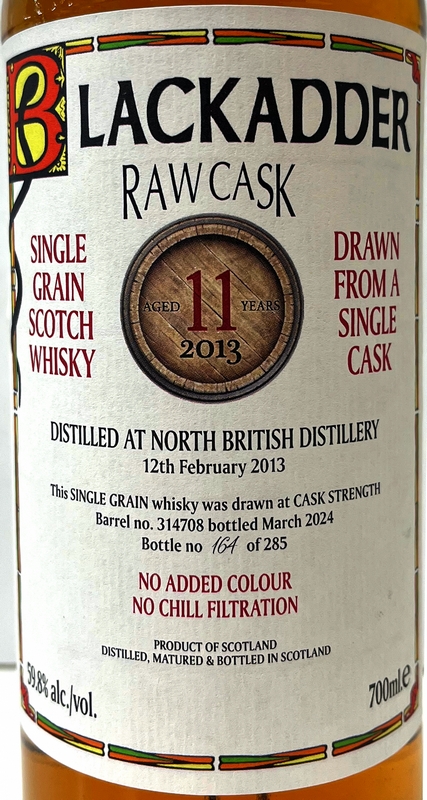 BLACKADDER
RAW CASK
SINGLE
GRAIN
SCOTCH
WHISKY
AGED 11 YEARS
2013
DRAWN
FROM A
SINGLE
CASK
DISTILLED AT NORTH BRITISH DISTILLERY
12th February 2013
This SINGLE GRAIN whisky was drawn at CASK STRENGTH
Barrel no. 314708 bottled March 2024
Bottle no 164 of 285
NO ADDED COLOUR
NO CHILL FILTRATION
PRODUCT OF SCOTLAND
DISTILLED, MATURED & BOTTLED IN SCOTLAND
59.8% alc./vol.
700ml.e